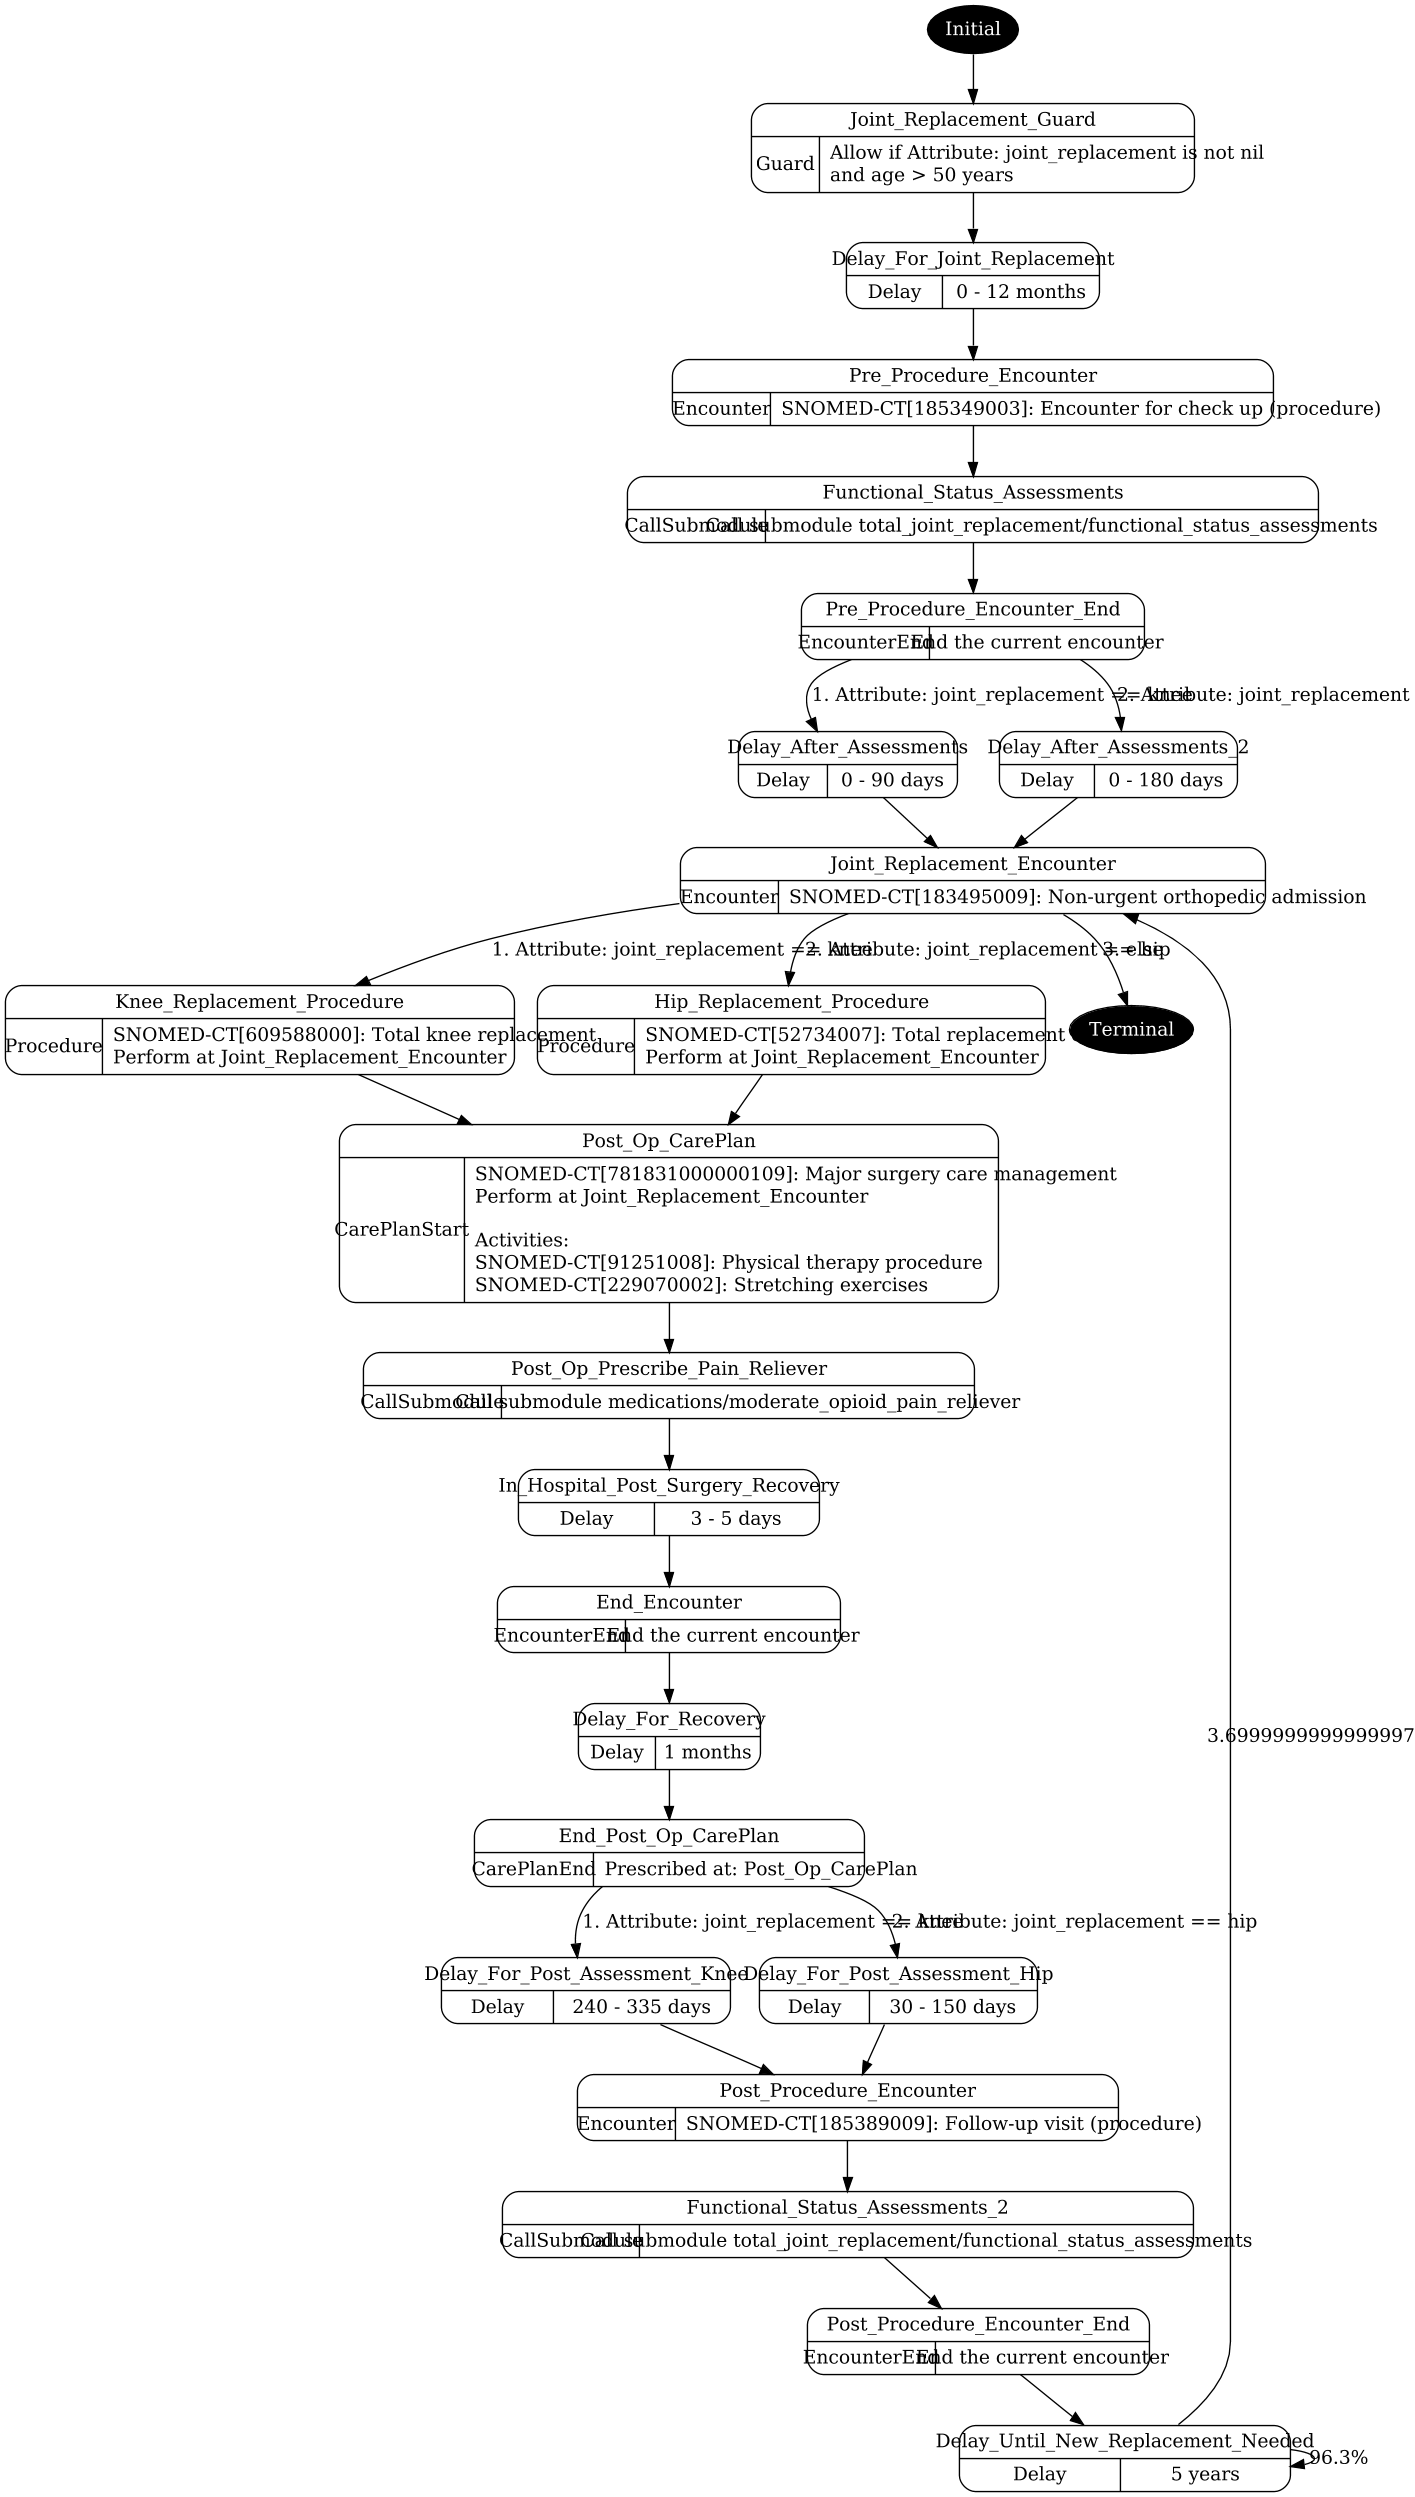 Initial
Joint_Replacement_Guard
Guard
Allow if Attribute: joint_replacement is not nil
and age > 50 years
Delay_For_Joint_Replacement
Delay
0 - 12 months
Pre_Procedure_Encounter
Encounter
SNOMED-CT[185349003]: Encounter for check up (procedure)
Functional_Status_Assessments
CallSubmodule
Call submodule total_joint_replacement/functional_status_assessments
Pre_Procedure_Encounter_End
EncounterEnd
End the current encounter
1. Attribute: joint_replacement == knee
2. Attribute: joint_replacement
Delay_After_Assessments
Delay
0 - 90 days
Delay_After_Assessments_2
Delay
0 - 180 days
Joint_Replacement_Encounter
Encounter
SNOMED-CT[183495009]: Non-urgent orthopedic admission
1. Attribute: joint_replacement == knee
2. Attribute: joint_replacement == hip
3. else
Knee_Replacement_Procedure
Procedure
SNOMED-CT[609588000]: Total knee replacement
Perform at Joint_Replacement_Encounter
Hip_Replacement_Procedure
Procedure
SNOMED-CT[52734007]: Total replacement
Perform at Joint_Replacement_Encounter
Terminal
Post_Op_CarePlan
CarePlanStart
SNOMED-CT[781831000000109]: Major surgery care management
Perform at Joint_Replacement_Encounter
Activities:
SNOMED-CT[91251008]: Physical therapy procedure
SNOMED-CT[229070002]: Stretching exercises
Post_Op_Prescribe_Pain_Reliever
CallSubmodule
Call submodule medications/moderate_opioid_pain_reliever
In_Hospital_Post_Surgery_Recovery
Delay
3 - 5 days
End_Encounter
EncounterEnd
End the current encounter
Delay_For_Recovery
Delay
1 months
3.6999999999999997
End_Post_Op_CarePlan
CarePlanEnd
Prescribed at: Post_Op_CarePlan
1. Attribute: joint_replacement == knee
2. Attribute: joint_replacement == hip
Delay_For_Post_Assessment_Knee
Delay
240 - 335 days
Delay_For_Post_Assessment_Hip
Delay
30 - 150 days
Post_Procedure_Encounter
Encounter
SNOMED-CT[185389009]: Follow-up visit (procedure)
Functional_Status_Assessments_2
CallSubmodule
Call submodule total_joint_replacement/functional_status_assessments
Post_Procedure_Encounter_End
EncounterEnd
End the current encounter
Delay_Until_New_Replacement_Needed
Delay
5 years
96.3%